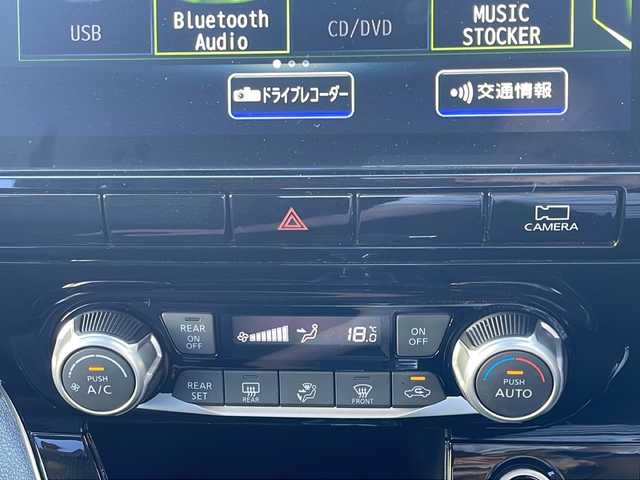 USB
Bluetooth
Audio
CD/DVD
MUSIC
STOCKER
ドライブレコーダー
交通情報
CAMERA
REAR
ON
OFF
18.0
°C
ON
OFF
PUSH
A/C
REAR
SET
REAR
FRONT
PUSH
AUTO